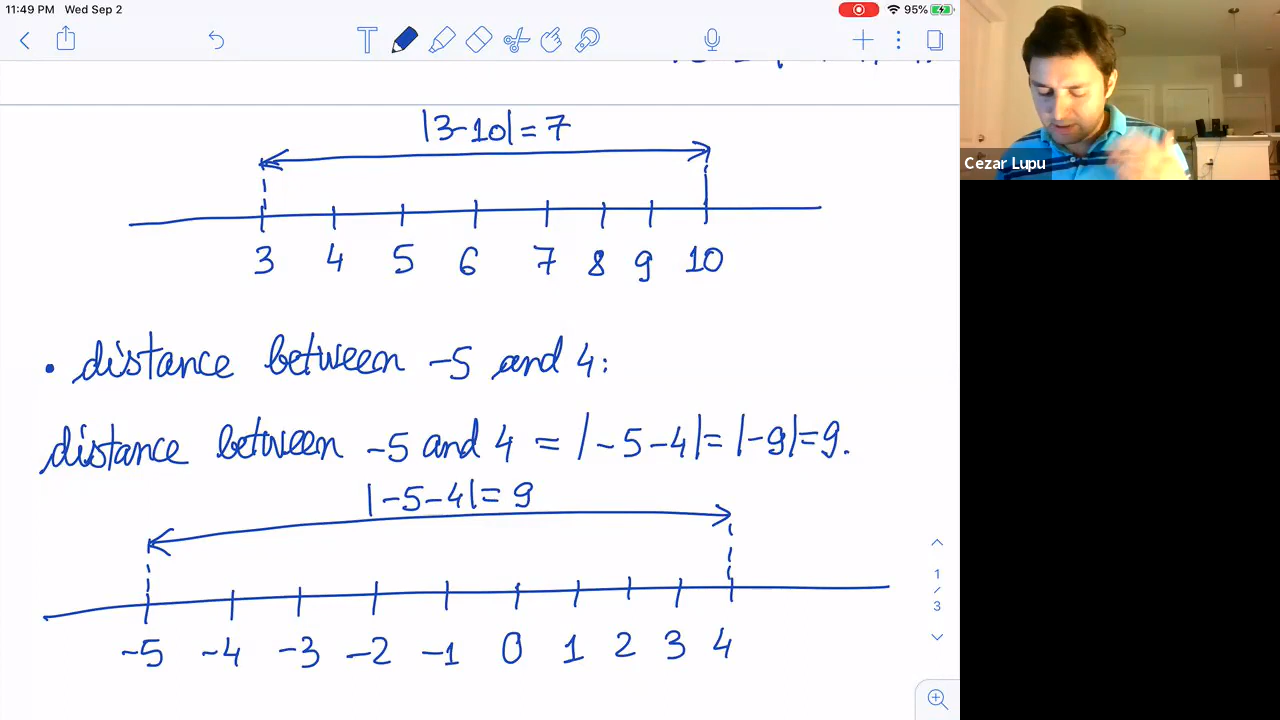 11:49 PM Wed Sep 2
95%
T
|3-10|=7
3 4 5 6 7 8 9 10
• distance between -5 and 4:
distance between -5 and 4 = |-5-4|=|-9|=9.
|-5-4|=9
-5 -4 -3 -2 -1 0 1 2 3 4
1
/
3
Cezar Lupu